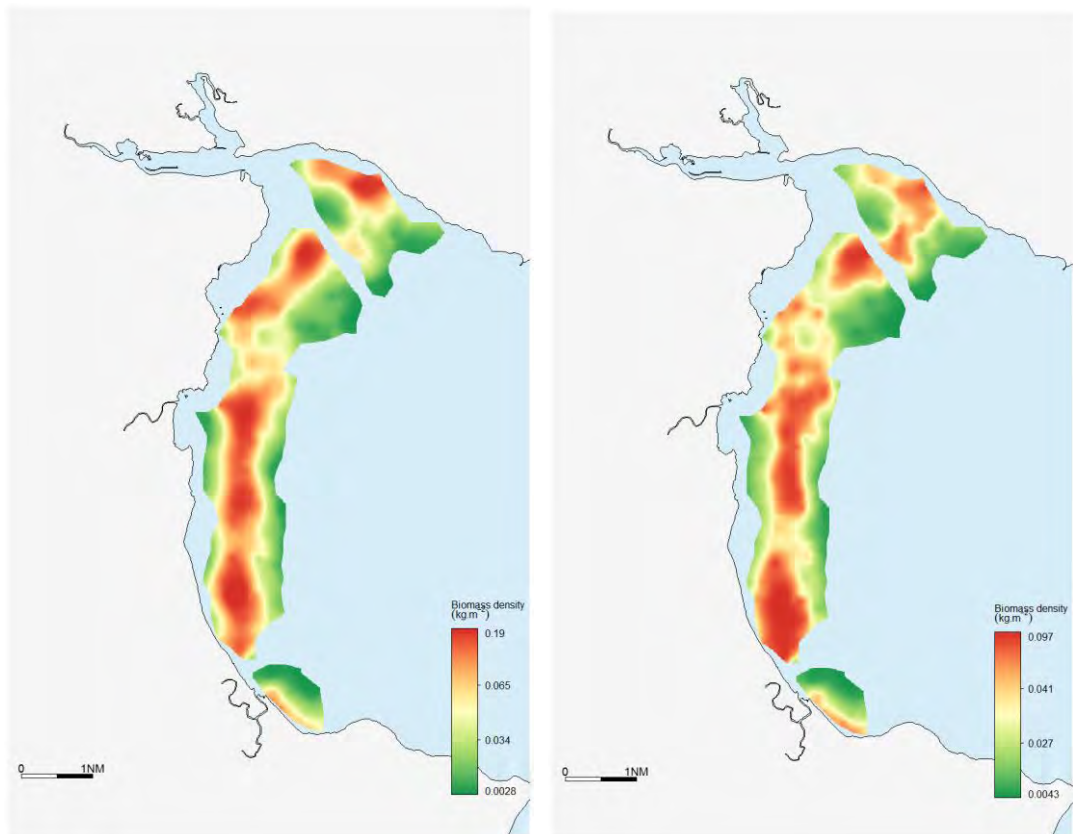 Biomass density
(kg.m⁻²)
0.19
0.065
0.034
0.0028
0 1NM
Biomass density
(kg.m⁻²)
0.097
0.041
0.027
0.0043
0 1NM